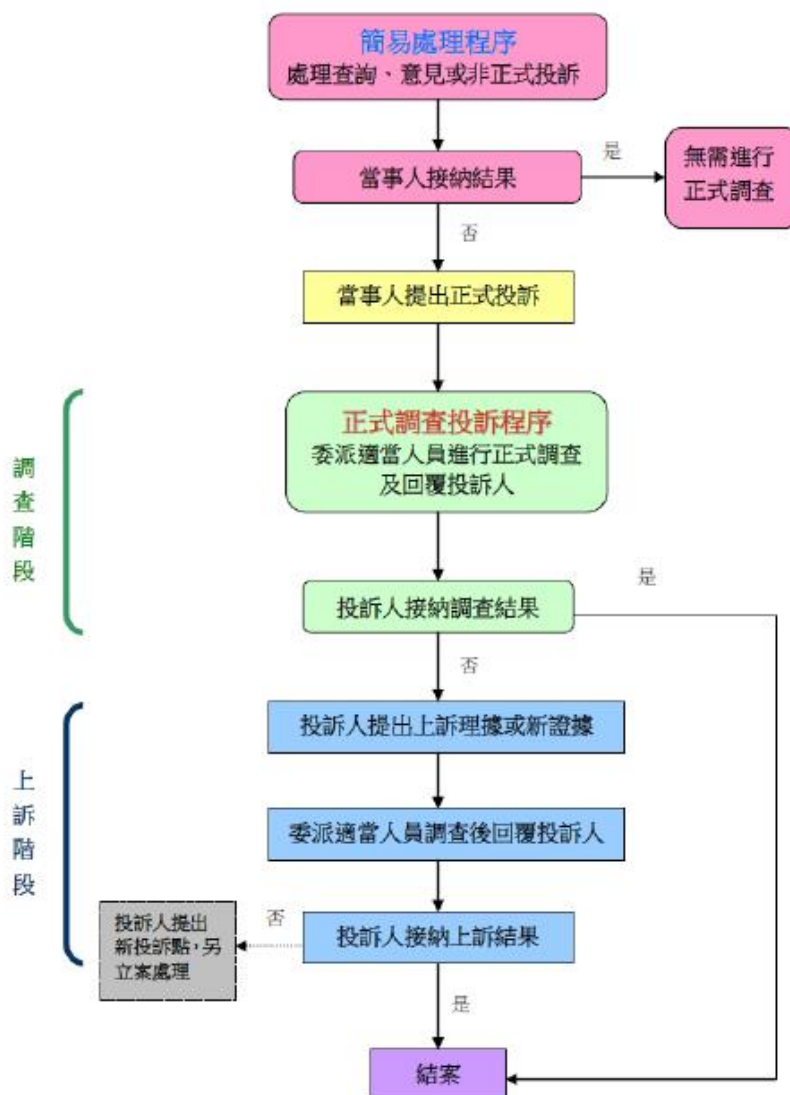 簡易處理程序
處理查詢、意見或非正式投訴
當事人接納結果
是
無需進行
正式調查
否
當事人提出正式投訴
調查階段
正式調查投訴程序
委派適當人員進行正式調查
及回覆投訴人
投訴人接納調查結果
是
否
上訴階段
投訴人提出上訴理據或新證據
委派適當人員調查後回覆投訴人
投訴人接納上訴結果
否
投訴人提出
新投訴點,另
立案處理
是
結案